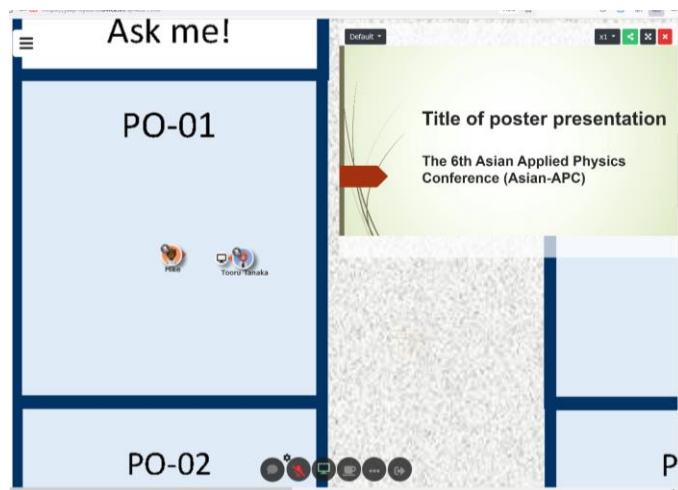 Ask me!
Default
x1
PO-01
Title of poster presentation
The 6th Asian Applied Physics
Conference (Asian-APC)
Mike
Tooru Tanaka
PO-02
P